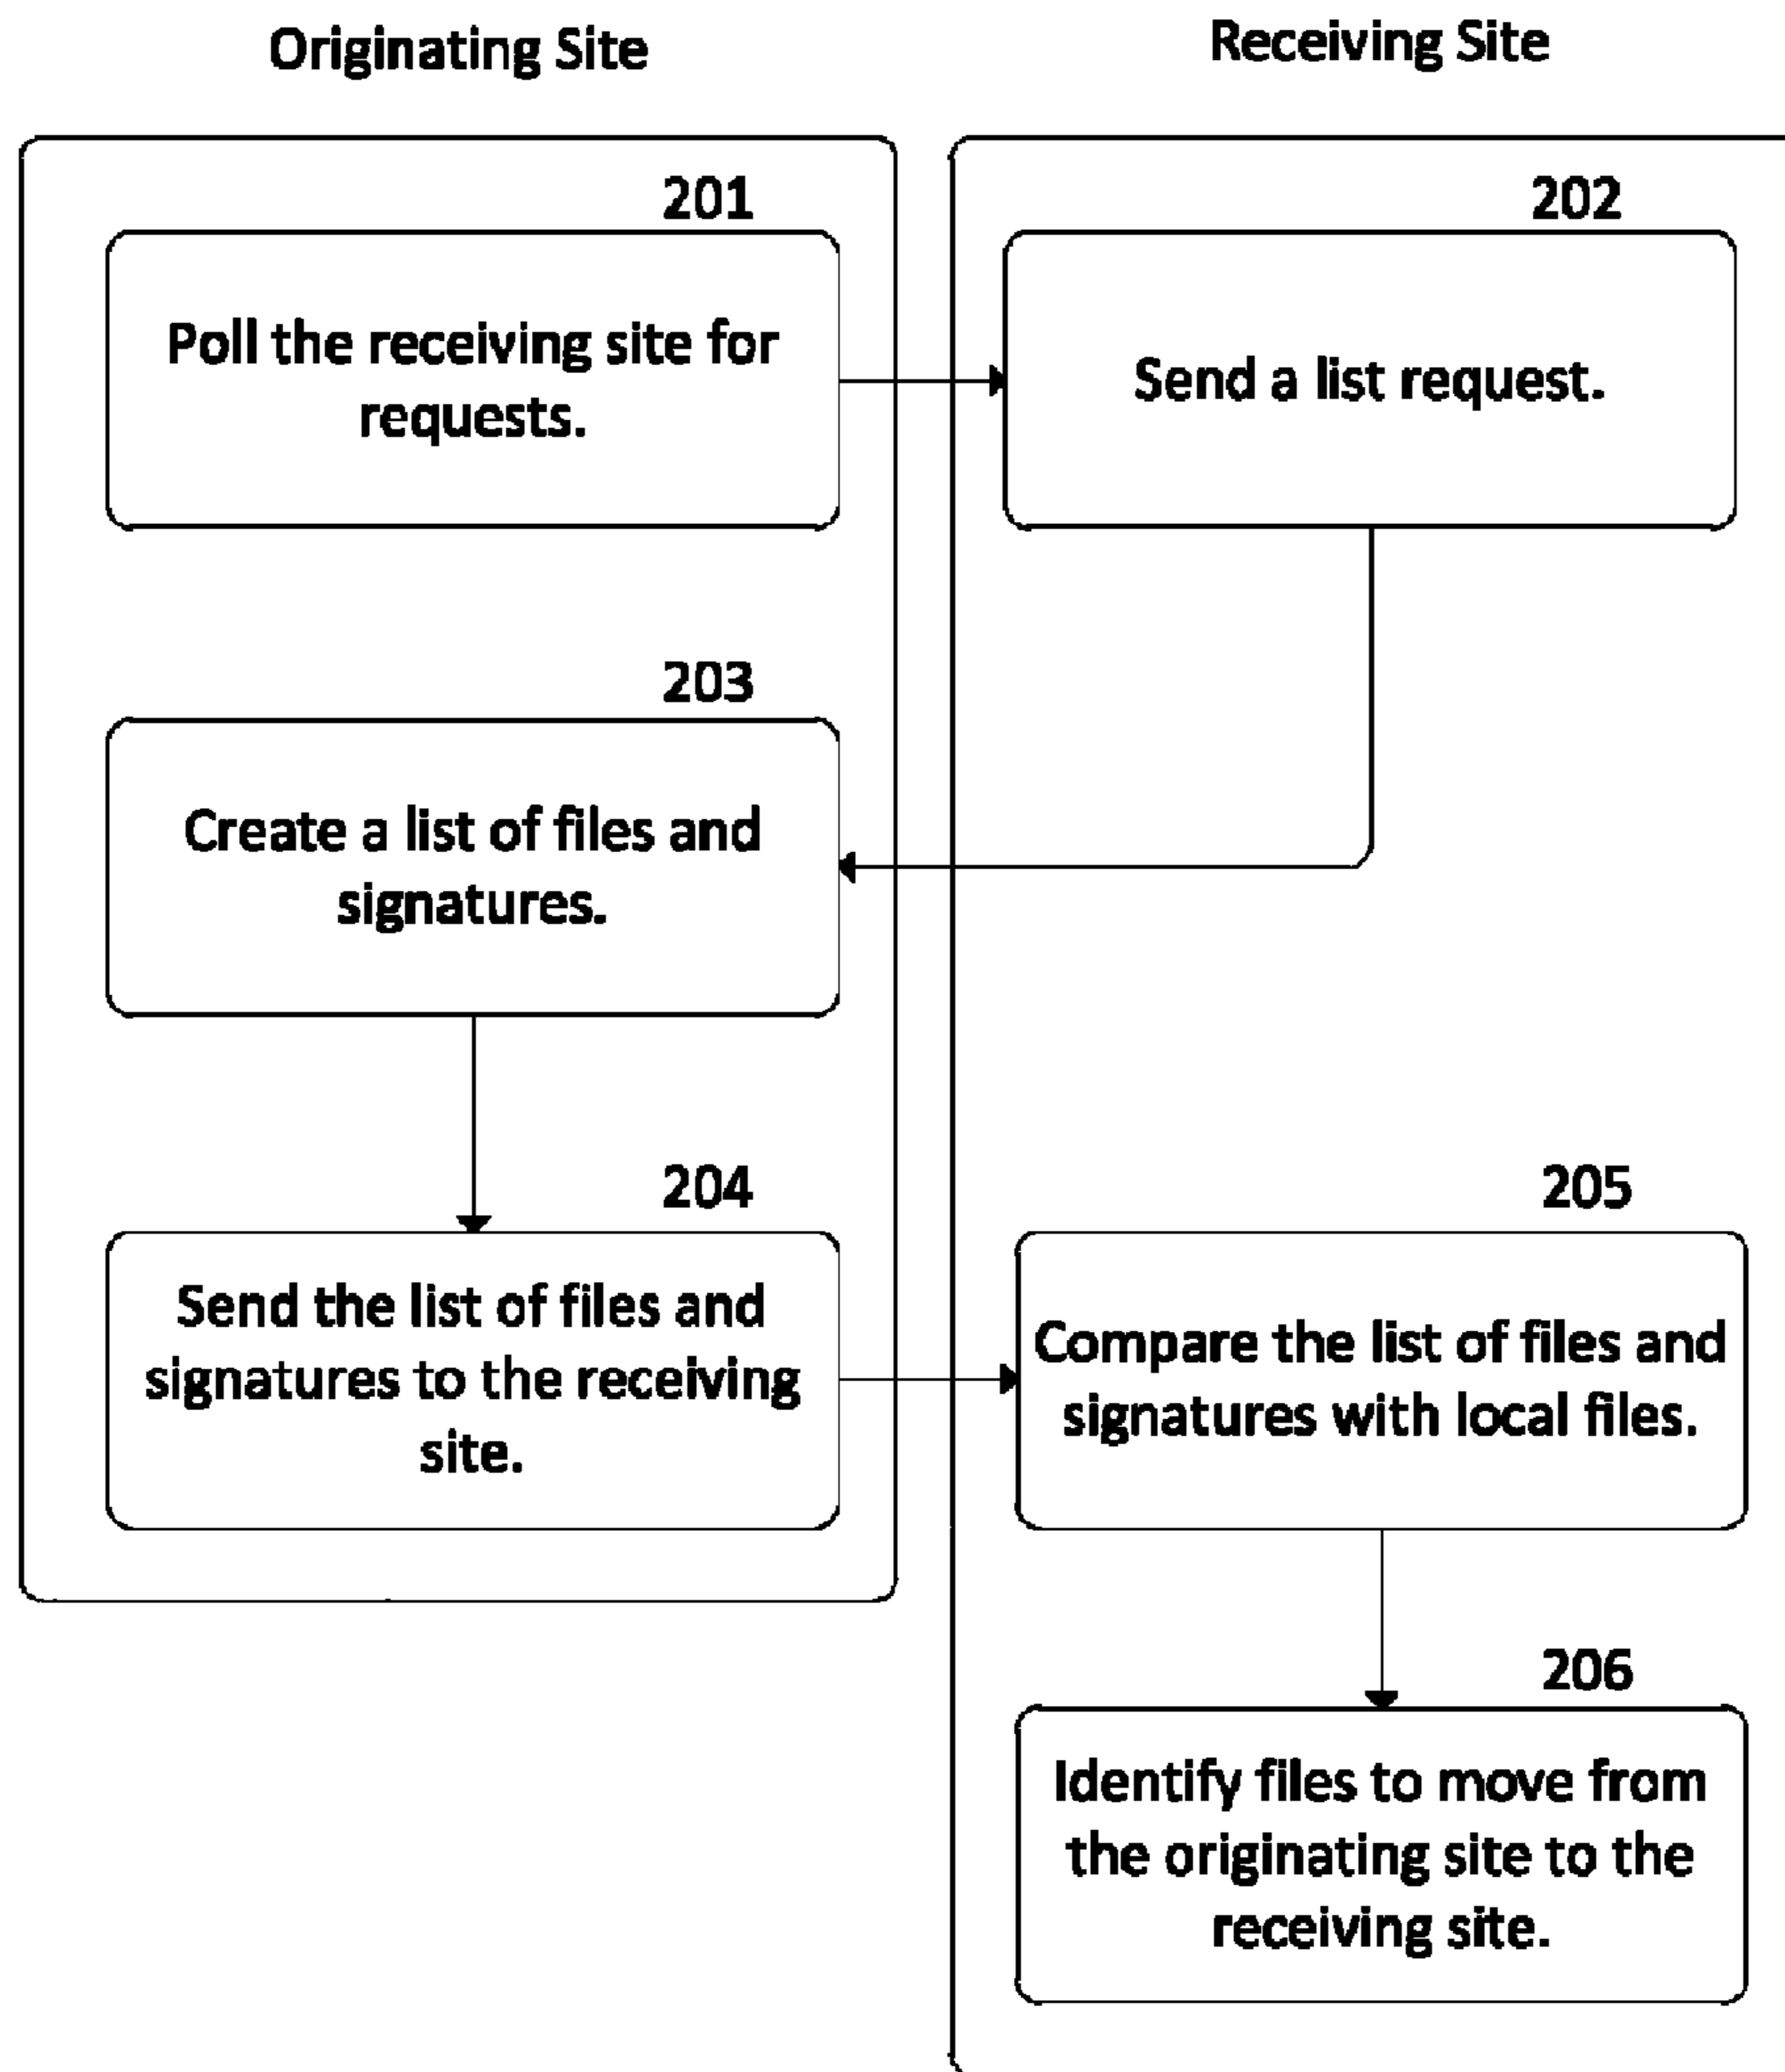 Originating Site
Receiving Site
201
Poll the receiving site for
requests.
202
Send a list request.
203
Create a list of files and
signatures.
204
Send the list of files and
signatures to the receiving
site.
205
Compare the list of files and
signatures with local files.
206
Identify files to move from
the originating site to the
receiving site.